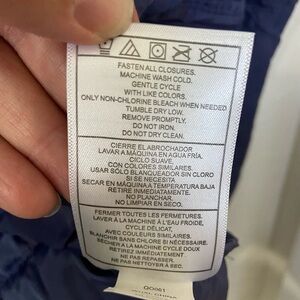 FASTEN ALL CLOSURES.
MACHINE WASH COLD.
GENTLE CYCLE
WITH LIKE COLORS.
ONLY NON-CHLORINE BLEACH WHEN NEEDED
TUMBLE DRY LOW.
REMOVE PROMPTLY.
DO NOT IRON.
DO NOT DRY CLEAN.
CIERRE EL ABROCHADOR
LAVAR A MÁQUINA EN AGUA FRÍA,
CICLO SUAVE,
CON COLORES SIMILARES.
USAR SÓLO BLANQUEADOR SIN CLORO
SI SE NECESITA
SECAR EN MÁQUINA A TEMPERATURA BAJA
RETIRE INMEDIATAMENTE.
NO PLANCHAR.
NO LIMPIAR EN SECO.
FERMER TOUTES LES FERMETURES.
LAVER À LA MACHINE À L'EAU FROIDE,
CYCLE DÉLICAT,
AVEC COULEURS SIMILAIRES.
BLANCHIR SANS CHLORE SI NÉCESSAIRE.
SÉCHER À LA MACHINE CYCLE DOUX
RETIREZ IMMÉDIATEMENT.
NE PAS REPASSER.
NE PAS NETTOYER À SEC.